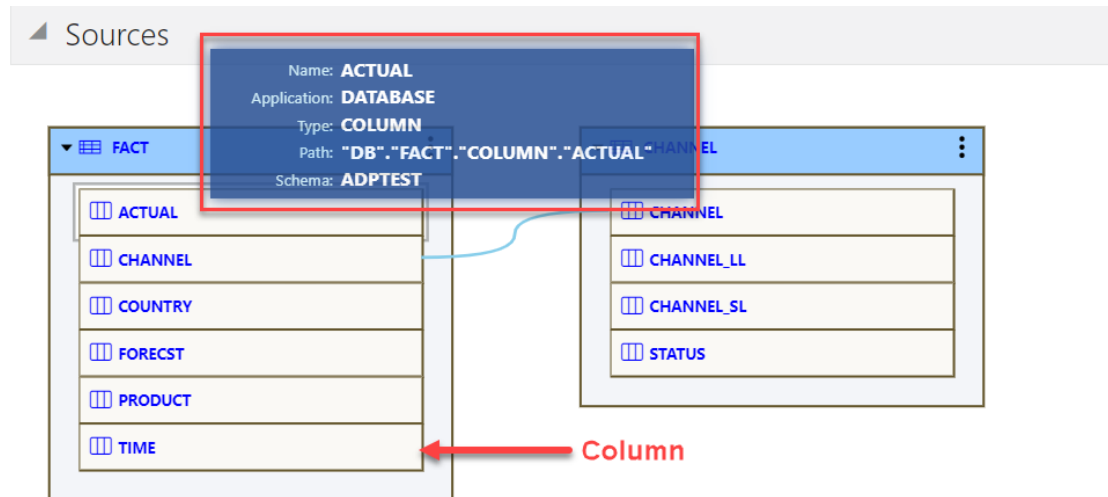 Sources
Name: ACTUAL
Application: DATABASE
Type: COLUMN
Path: "DB"."FACT"."COLUMN"."ACTUAL"
Schema: ADPTEST
FACT
ACTUAL
CHANNEL
COUNTRY
FORECST
PRODUCT
TIME
CHANNEL
CHANNEL
CHANNEL_LL
CHANNEL_SL
STATUS
Column